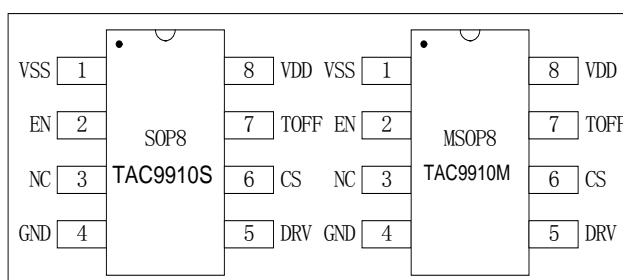 VSS 1 8 VDD VSS 1 8 VDD
EN 2 7 TOFF EN 2 7 TOFF
SOP8 MSOP8
TAC9910S TAC9910M
NC 3 6 CS NC 3 6 CS
GND 4 5 DRV GND 4 5 DRV